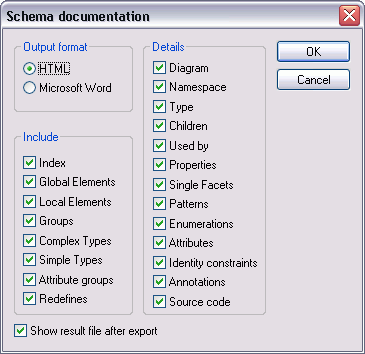 Schema documentation
Output format
HTML
Microsoft Word
Include
Index
Global Elements
Local Elements
Groups
Complex Types
Simple Types
Attribute groups
Redefines
Details
Diagram
Namespace
Type
Children
Used by
Properties
Single Facets
Patterns
Enumerations
Attributes
Identity constraints
Annotations
Source code
OK
Cancel
Show result file after export